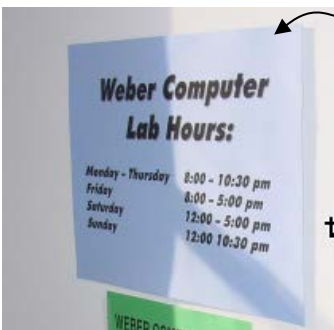 Weber Computer
Lab Hours:
Monday - Thursday 8:00 - 10:30 pm
Friday 8:00 - 5:00 pm
Saturday 12:00 - 5:00 pm
Sunday 12:00 10:30 pm
WEBER
t